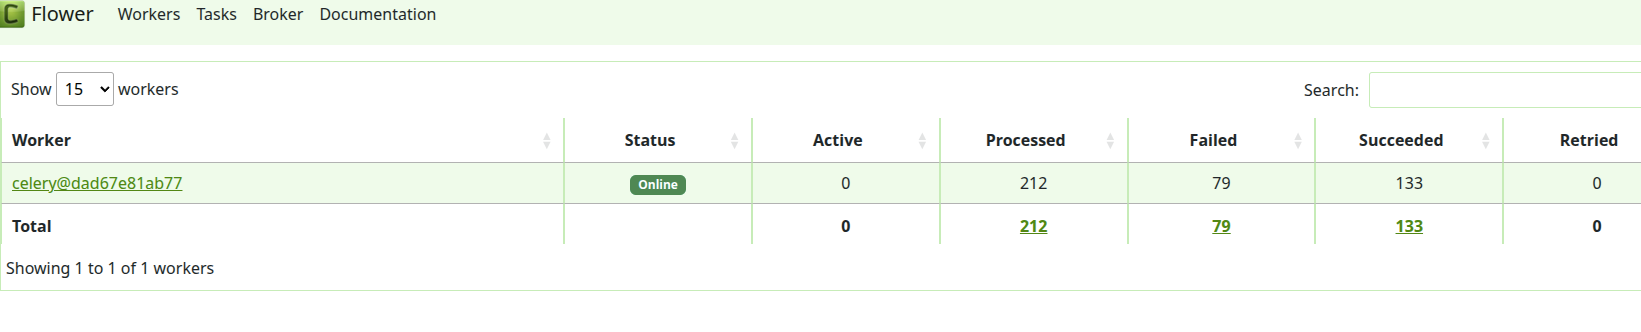 Flower Workers Tasks Broker Documentation
Show 15 workers Search:
Worker Status Active Processed Failed Succeeded Retried
celery@dad67e81ab77 Online 0 212 79 133 0
Total 0 212 79 133 0
Showing 1 to 1 of 1 workers